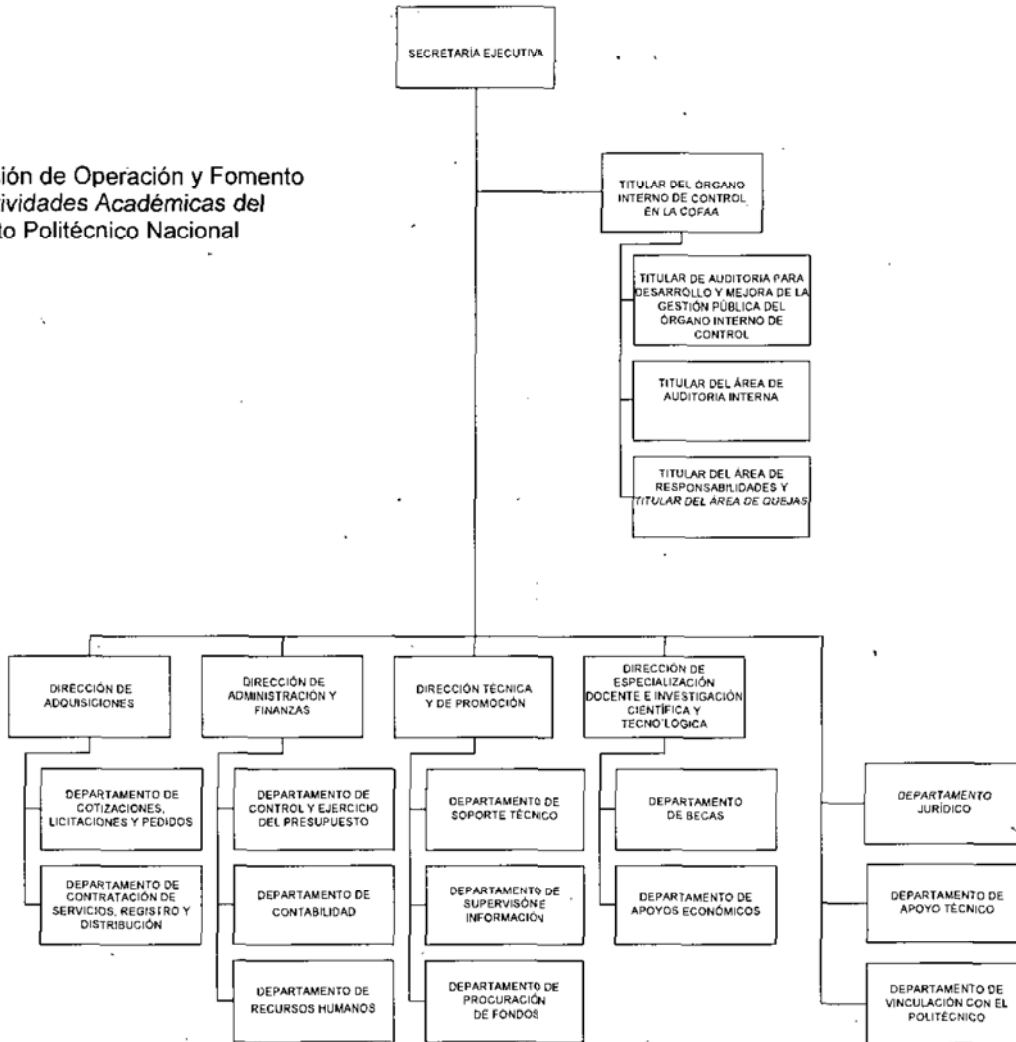 SECRETARÍA EJECUTIVA
ión de Operación y Fomento
tividades Académicas del
to Politécnico Nacional
TITULAR DEL ÓRGANO
INTERNO DE CONTROL
EN LA COFAA
TITULAR DE AUDITORIA PARA
DESARROLLO Y MEJORA DE LA
GESTIÓN PÚBLICA DEL
ÓRGANO INTERNO DE
CONTROL
TITULAR DEL ÁREA DE
AUDITORIA INTERNA
TITULAR DEL ÁREA DE
RESPONSABILIDADES Y
TITULAR DEL ÁREA DE QUEJAS
DIRECCIÓN DE
ADQUISICIONES
DIRECCIÓN DE
ADMINISTRACIÓN Y
FINANZAS
DIRECCIÓN TÉCNICA
Y DE PROMOCIÓN
DIRECCIÓN DE
ESPECIALIZACIÓN
DOCENTE E INVESTIGACIÓN
CIENTÍFICA Y
TECNOLÓGICA
DEPARTAMENTO DE
COTIZACIONES,
LICITACIONES Y PEDIDOS
DEPARTAMENTO DE
CONTROL Y EJERCICIO
DEL PRESUPUESTO
DEPARTAMENTO DE
SOPORTE TÉCNICO
DEPARTAMENTO
DE BECAS
DEPARTAMENTO
JURÍDICO
DEPARTAMENTO DE
CONTRATACIÓN DE
SERVICIOS, REGISTRO Y
DISTRIBUCIÓN
DEPARTAMENTO DE
CONTABILIDAD
DEPARTAMENTO DE
SUPERVISÓNE
INFORMACIÓN
DEPARTAMENTO DE
APOYOS ECONÓMICOS
DEPARTAMENTO DE
APOYO TÉCNICO
DEPARTAMENTO DE
RECURSOS HUMANOS
DEPARTAMENTO DE
PROCURACIÓN
DE FONDOS
DEPARTAMENTO DE
VINCULACIÓN CON EL
POLITÉCNICO